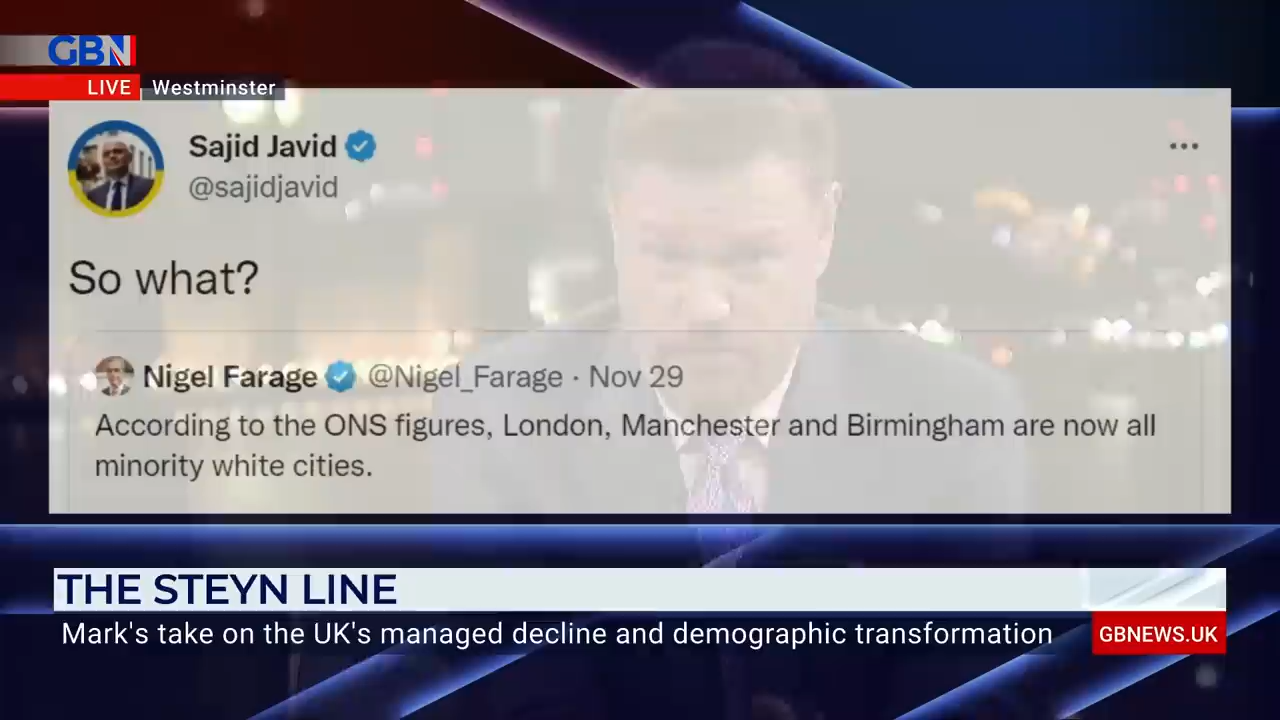 GBN
LIVE Westminster
Sajid Javid
@sajidjavid
So what?
Nigel Farage @Nigel_Farage · Nov 29
According to the ONS figures, London, Manchester and Birmingham are now all
minority white cities.
THE STEYN LINE
Mark's take on the UK's managed decline and demographic transformation
GBNEWS.UK